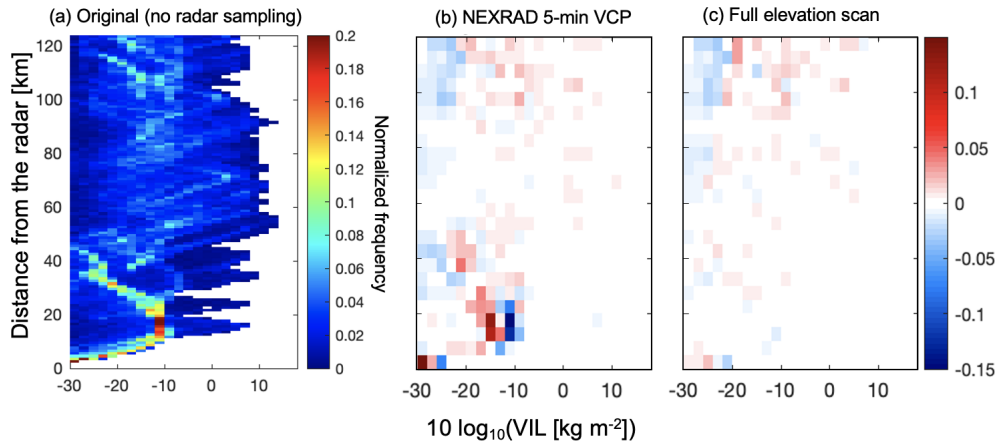 (a) Original (no radar sampling)
(b) NEXRAD 5-min VCP
(c) Full elevation scan
Distance from the radar [km]
120
100
80
60
40
20
0
-30 -20 -10 0 10
0.2
0.18
0.16
0.14
0.12
0.1
0.08
0.06
0.04
0.02
0
Normalized frequency
-30 -20 -10 0 10
-30 -20 -10 0 10
0.1
0.05
0
-0.05
-0.10
-0.15
10 log10(VIL [kg m-2])